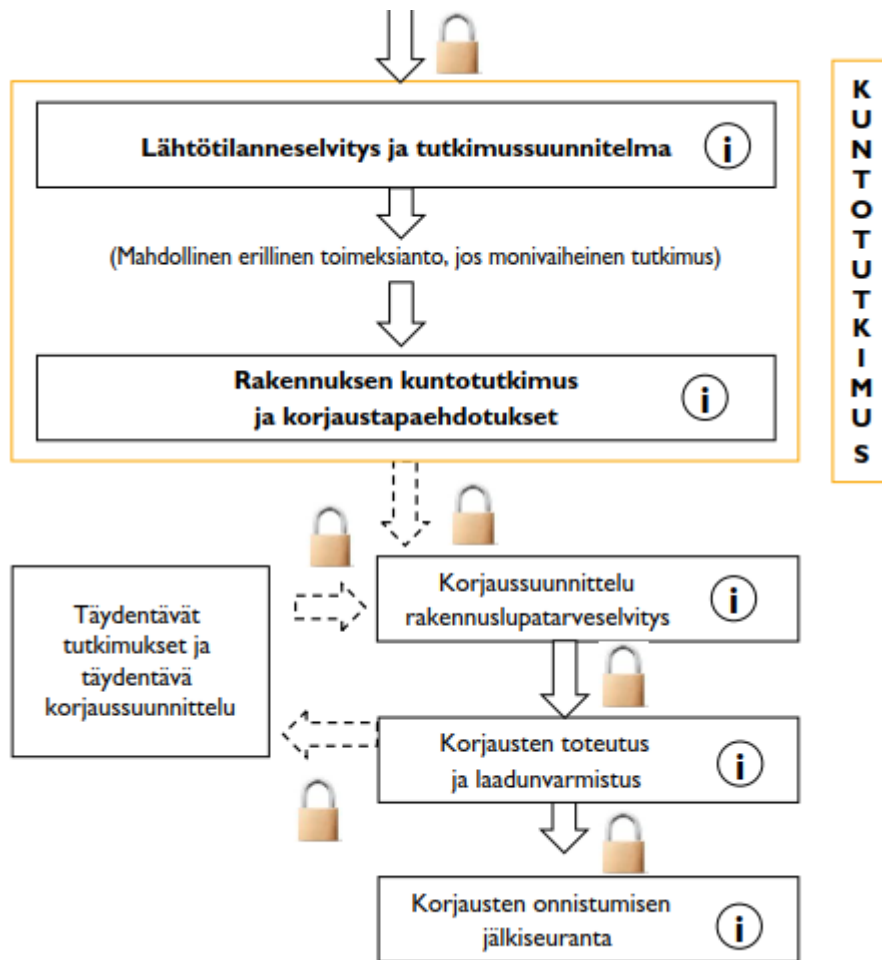 Lähtötilanneselvitys ja tutkimussuunnitelma
i
(Mahdollinen erillinen toimeksianto, jos monivaiheinen tutkimus)
Rakennuksen kuntotutkimus
ja korjaustapaehdotukset
i
KUNTOTUTKIMUS
Täydentävät
tutkimukset ja
täydentävä
korjaussuunnittelu
Korjaussuunnittelu
rakennuslupatarveselvitys
i
Korjausten toteutus
ja laadunvarmistus
i
Korjausten onnistumisen
jälkiseuranta
i